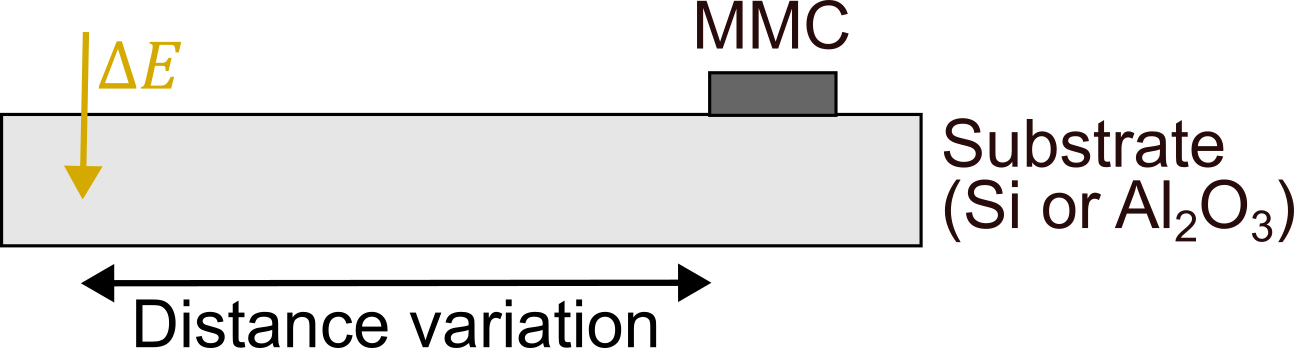 MMC
ΔE
Substrate
(Si or Al₂O₃)
Distance variation